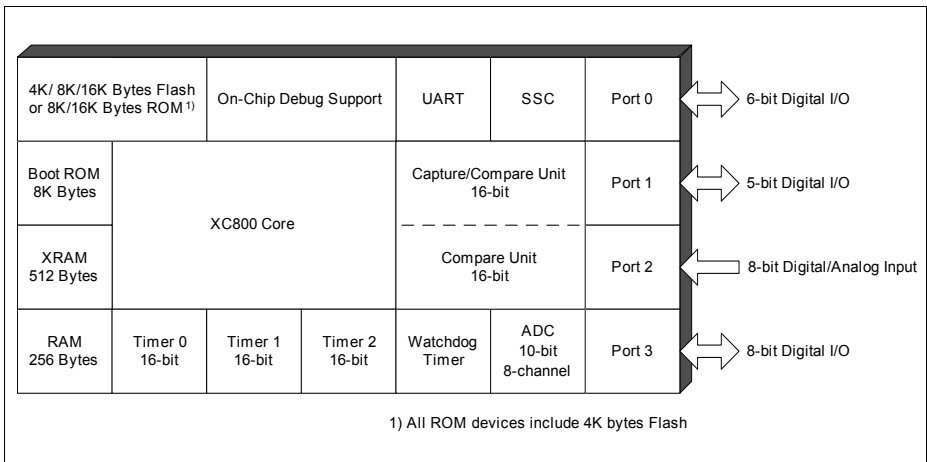 4K/ 8K/16K Bytes Flash
or 8K/16K Bytes ROM 1)
On-Chip Debug Support
UART
SSC
Port 0
6-bit Digital I/O
Boot ROM
8K Bytes
XC800 Core
Capture/Compare Unit
16-bit
Port 1
5-bit Digital I/O
XRAM
512 Bytes
Compare Unit
16-bit
Port 2
8-bit Digital/Analog Input
RAM
256 Bytes
Timer 0
16-bit
Timer 1
16-bit
Timer 2
16-bit
Watchdog
Timer
ADC
10-bit
8-channel
Port 3
8-bit Digital I/O
1) All ROM devices include 4K bytes Flash